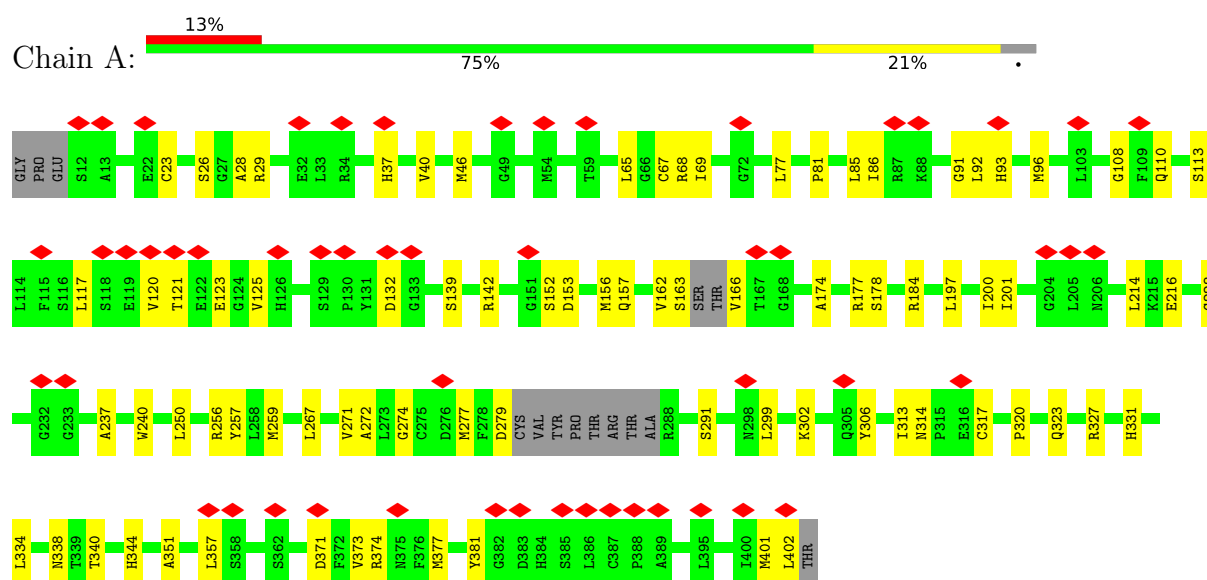 13%
Chain A:
75% 21% •
GLY PRO GLU S12 A13 E22 C23 S26 G27 A28 R29 E32 L33 R34 H37 V40 M46 G49 M54 T59 L65 G66 C67 R68 I69 G72 L77 P81 L85 I86 R87 K88 G91 L92 H93 M96 L103 G108 F109 Q110 S113
L114 F115 S116 L117 S118 E119 V120 T121 E122 E123 G124 V125 H126 S129 P130 Y131 D132 G133 S139 R142 G151 S152 D153 M156 Q157 V162 S163 SER THR V166 T167 G168 A174 R177 S178 R184 L197 I200 I201 G204 L205 N206 L214 K215 E216
G232 G233 A237 W240 L250 R256 Y257 L258 M259 L267 V271 A272 L273 G274 C275 D276 M277 F278 D279 CYS VAL TYR PRO THR ARG THR ALA R288 S291 N298 L299 K302 Q305 Y306 I313 N314 P315 E316 C317 P320 Q323 R327 H331
L334 N338 T339 T340 H344 A351 L357 S358 S362 D371 F372 V373 R374 N375 F376 M377 Y381 G382 D383 H384 S385 L386 C387 P388 A389 L395 I400 M401 L402 THR